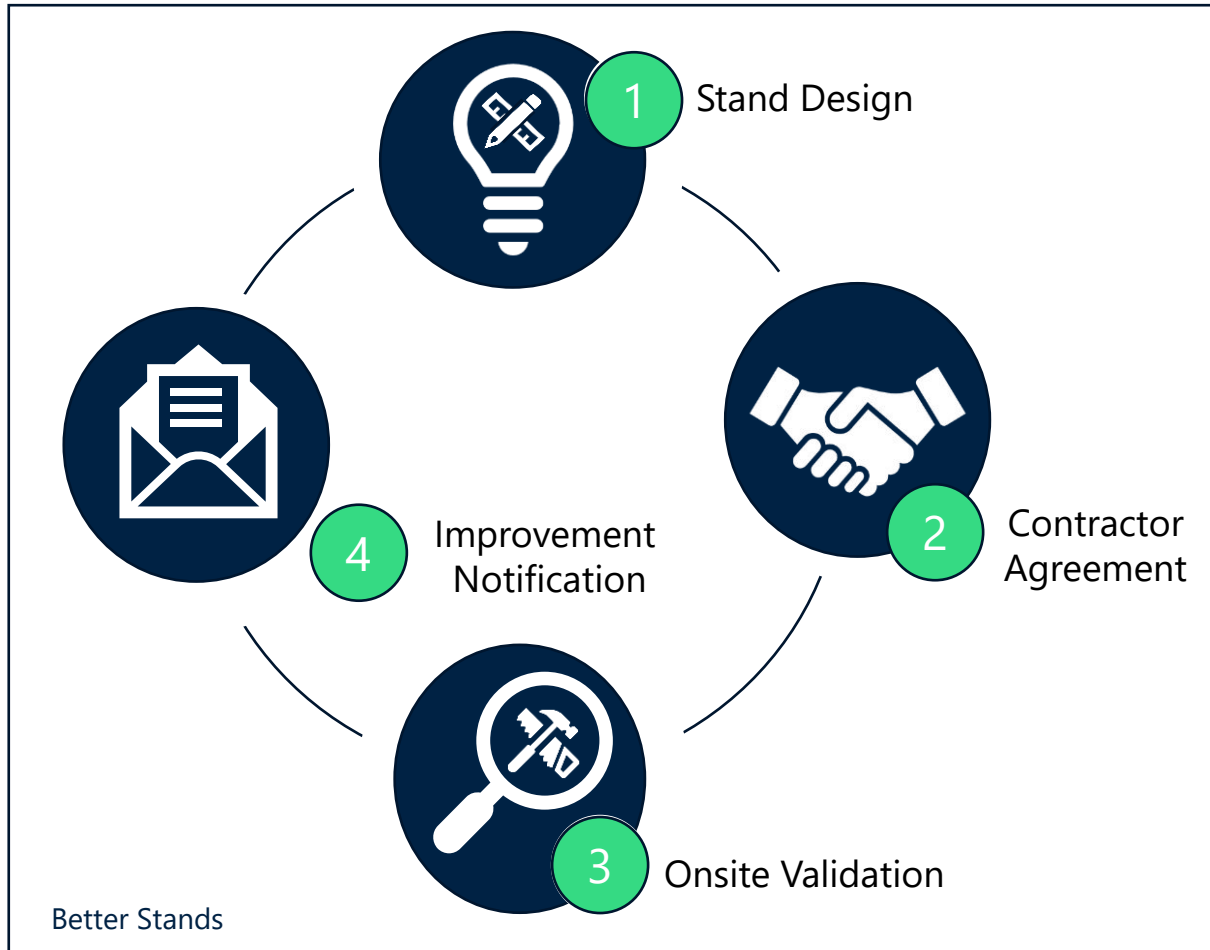 1
Stand Design
2
Contractor
Agreement
3
Onsite Validation
4
Improvement
Notification
Better Stands